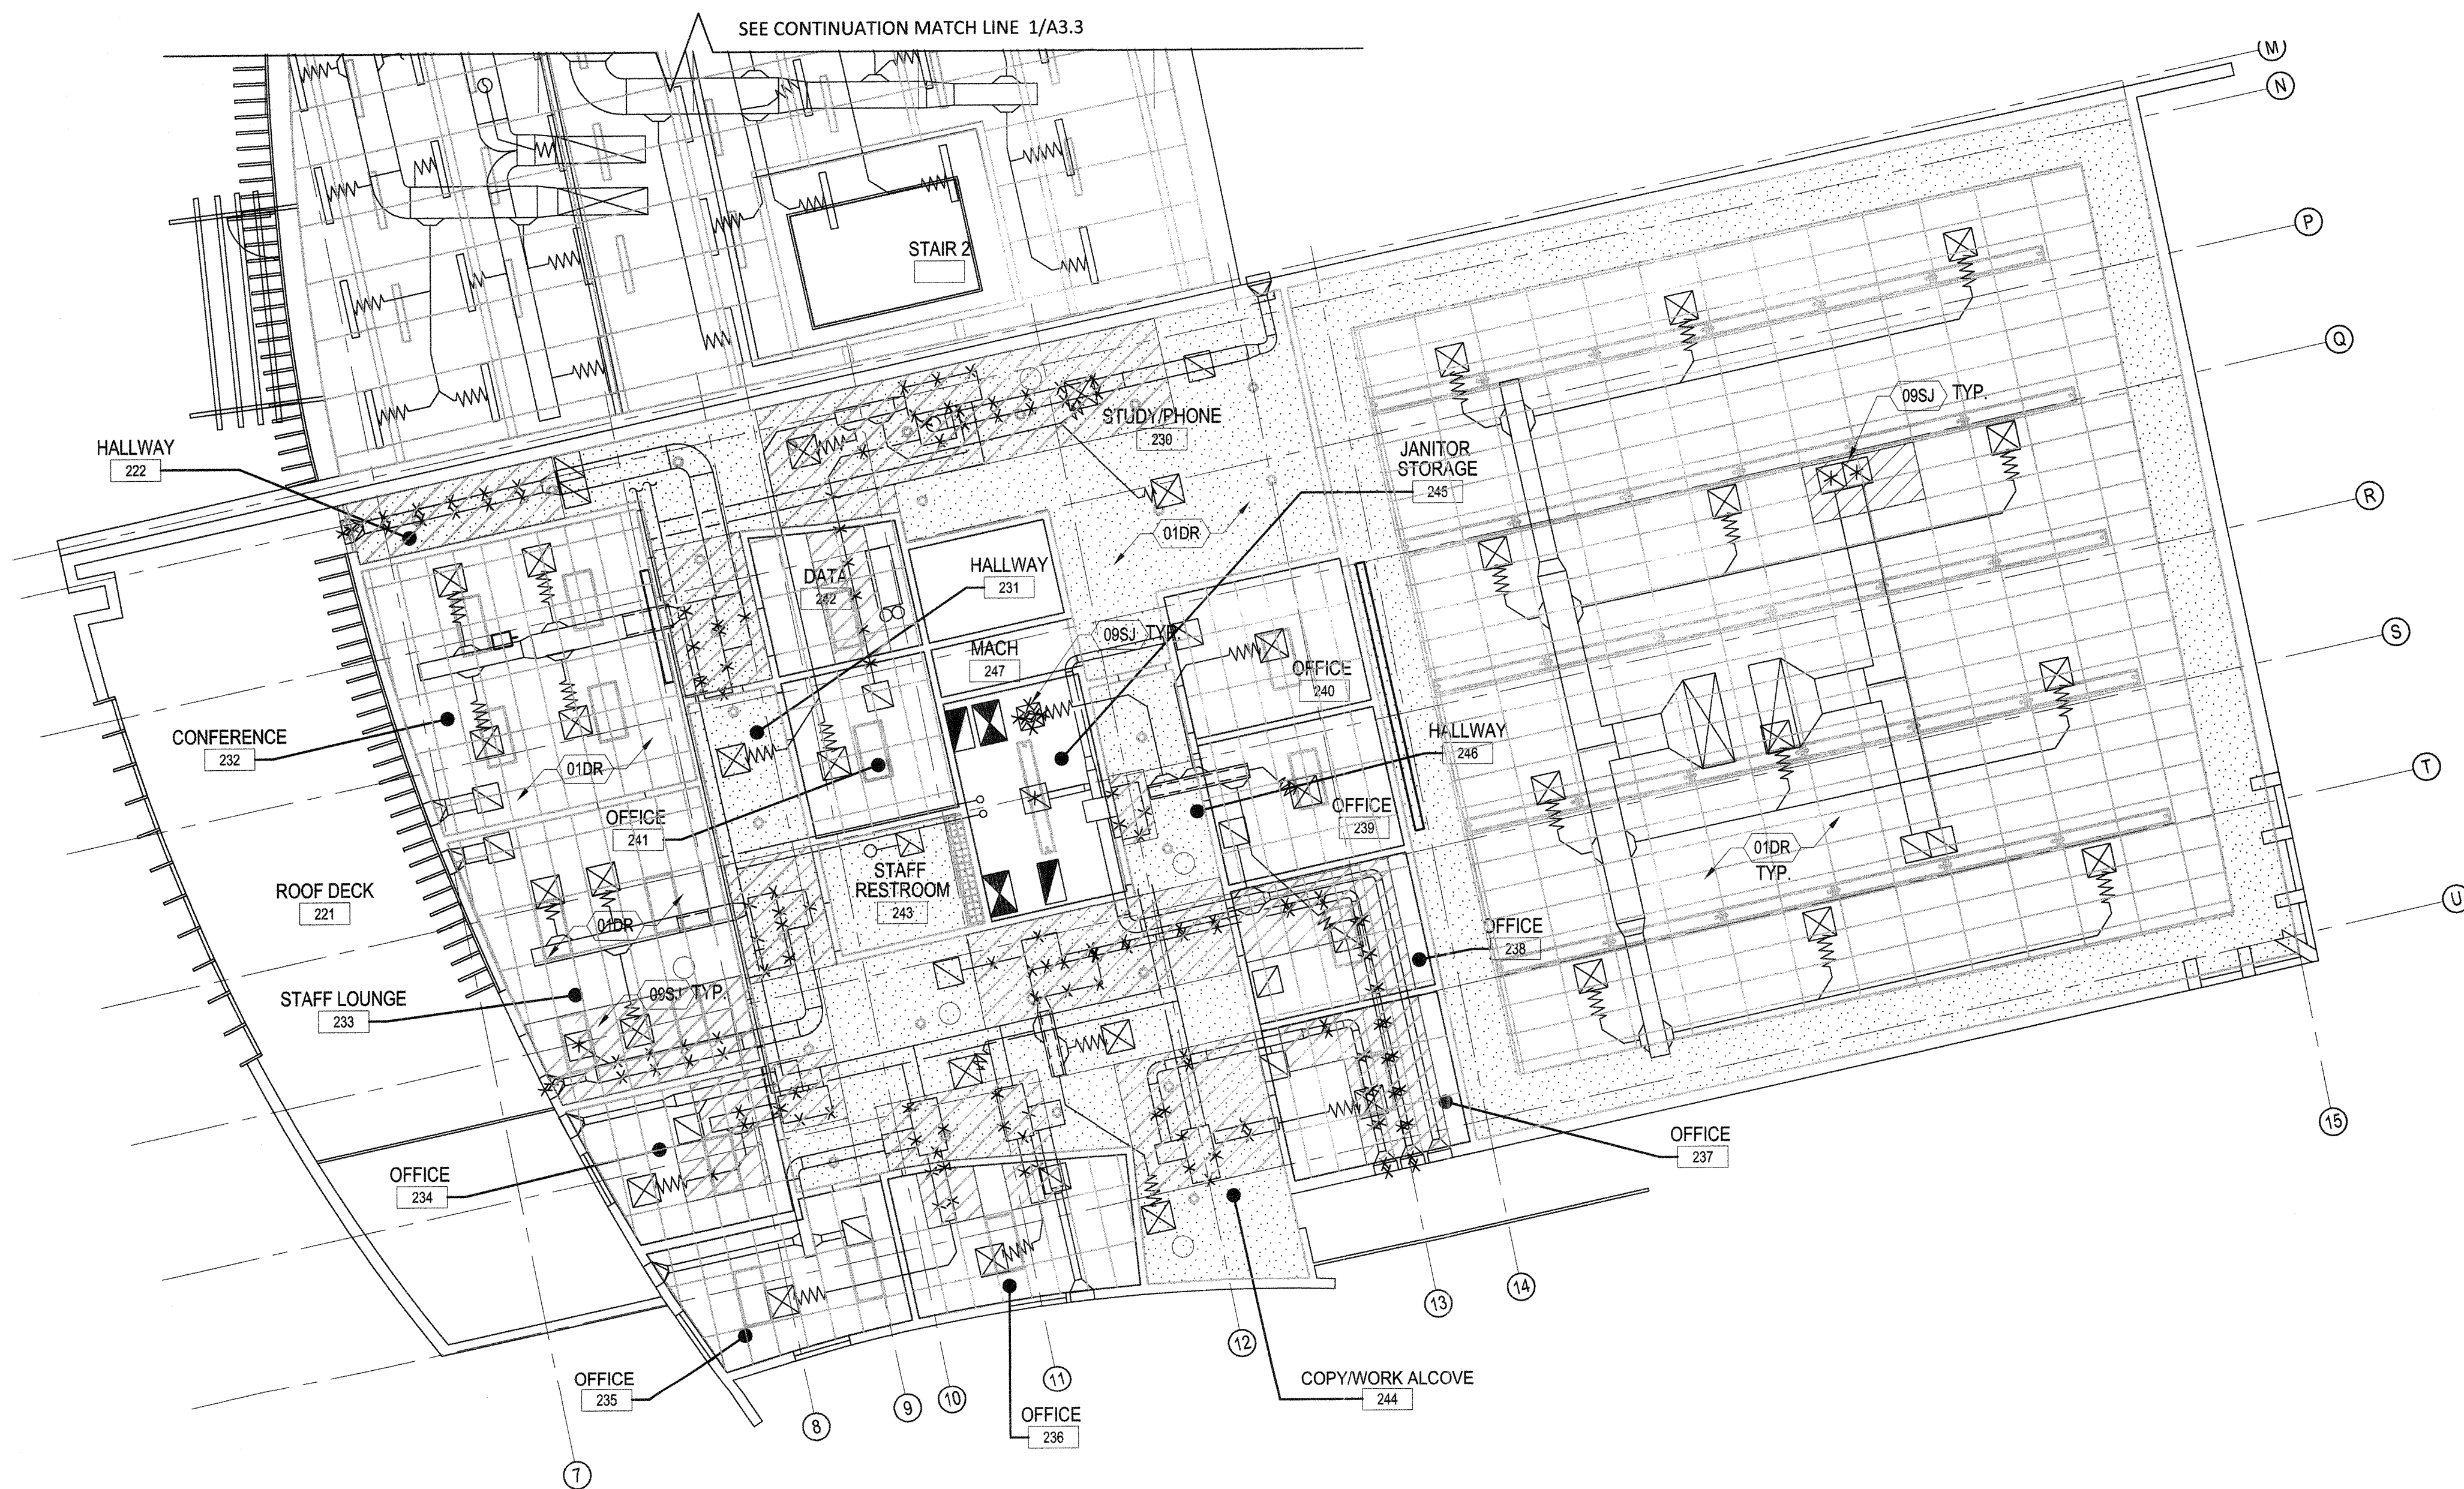 SEE CONTINUATION MATCH LINE 1/A3.3
M
N
P
Q
R
S
T
U
STAIR 2
HALLWAY
222
STUDY/PHONE
230
JANITOR
STORAGE
245
09SJ TYP.
01DR
DATA
242
HALLWAY
231
09SJ TYP.
MACH
247
OFFICE
240
CONFERENCE
232
01DR
HALLWAY
246
OFFICE
241
OFFICE
239
01DR
TYP.
STAFF
RESTROOM
243
ROOF DECK
221
01DR
OFFICE
238
STAFF LOUNGE
233
09SJ TYP.
OFFICE
237
OFFICE
234
OFFICE
235
OFFICE
236
COPY/WORK ALCOVE
244
7
8
9
10
11
12
13
14
15